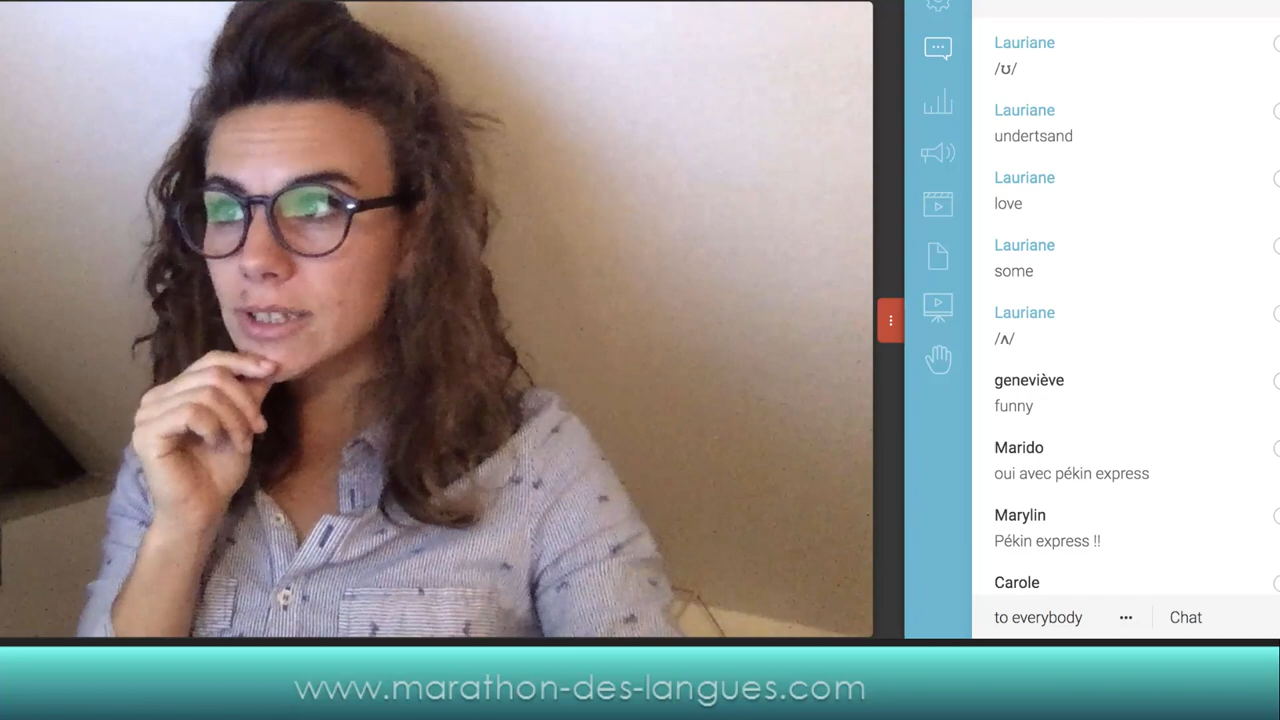 Lauriane
/ʊ/
Lauriane
undertsand
Lauriane
love
Lauriane
some
Lauriane
/ʌ/
geneviève
funny
Marido
oui avec pékin express
Marylin
Pékin express !!
Carole
to everybody ••• Chat
www.marathon-des-langues.com